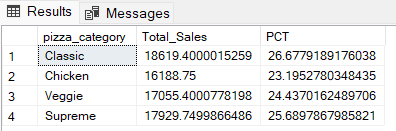 Results Messages
pizza_category Total_Sales PCT
1 Classic 18619.4000015259 26.6779189176038
2 Chicken 16188.75 23.1952780348435
3 Veggie 17055.4000778198 24.4370162489706
4 Supreme 17929.7499866486 25.6897867985821